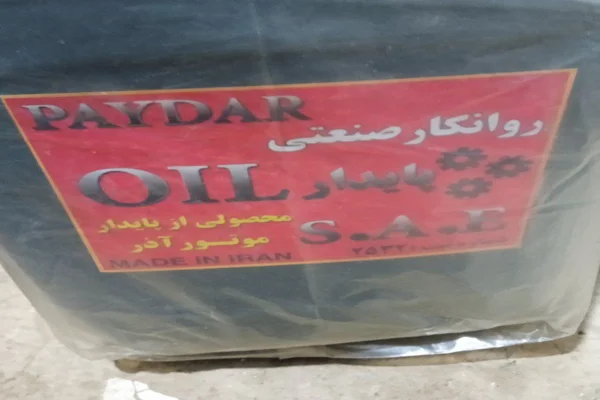 PAYDAR
روانکار صنعتی
OIL پایدار
محصولی از پایدار
موتور آذر
S.A.E
MADE IN IRAN